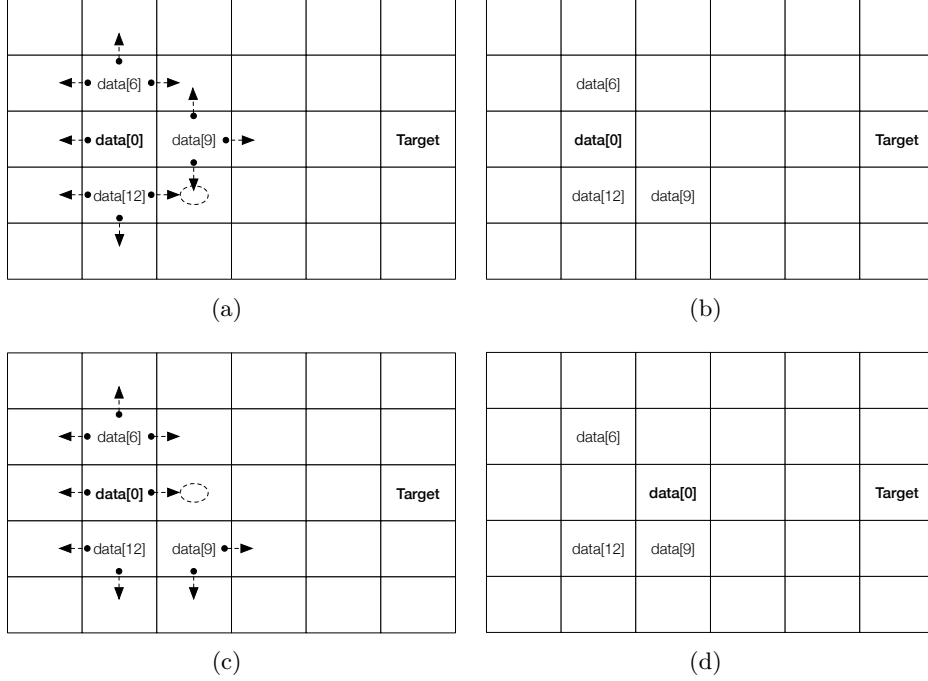 data[6] data[6]
data[0] data[9] Target data[0] Target
data[12] data[12] data[9]
(a) (b)
data[6] data[6]
data[0] Target data[0] Target
data[12] data[9] data[12] data[9]
(c) (d)